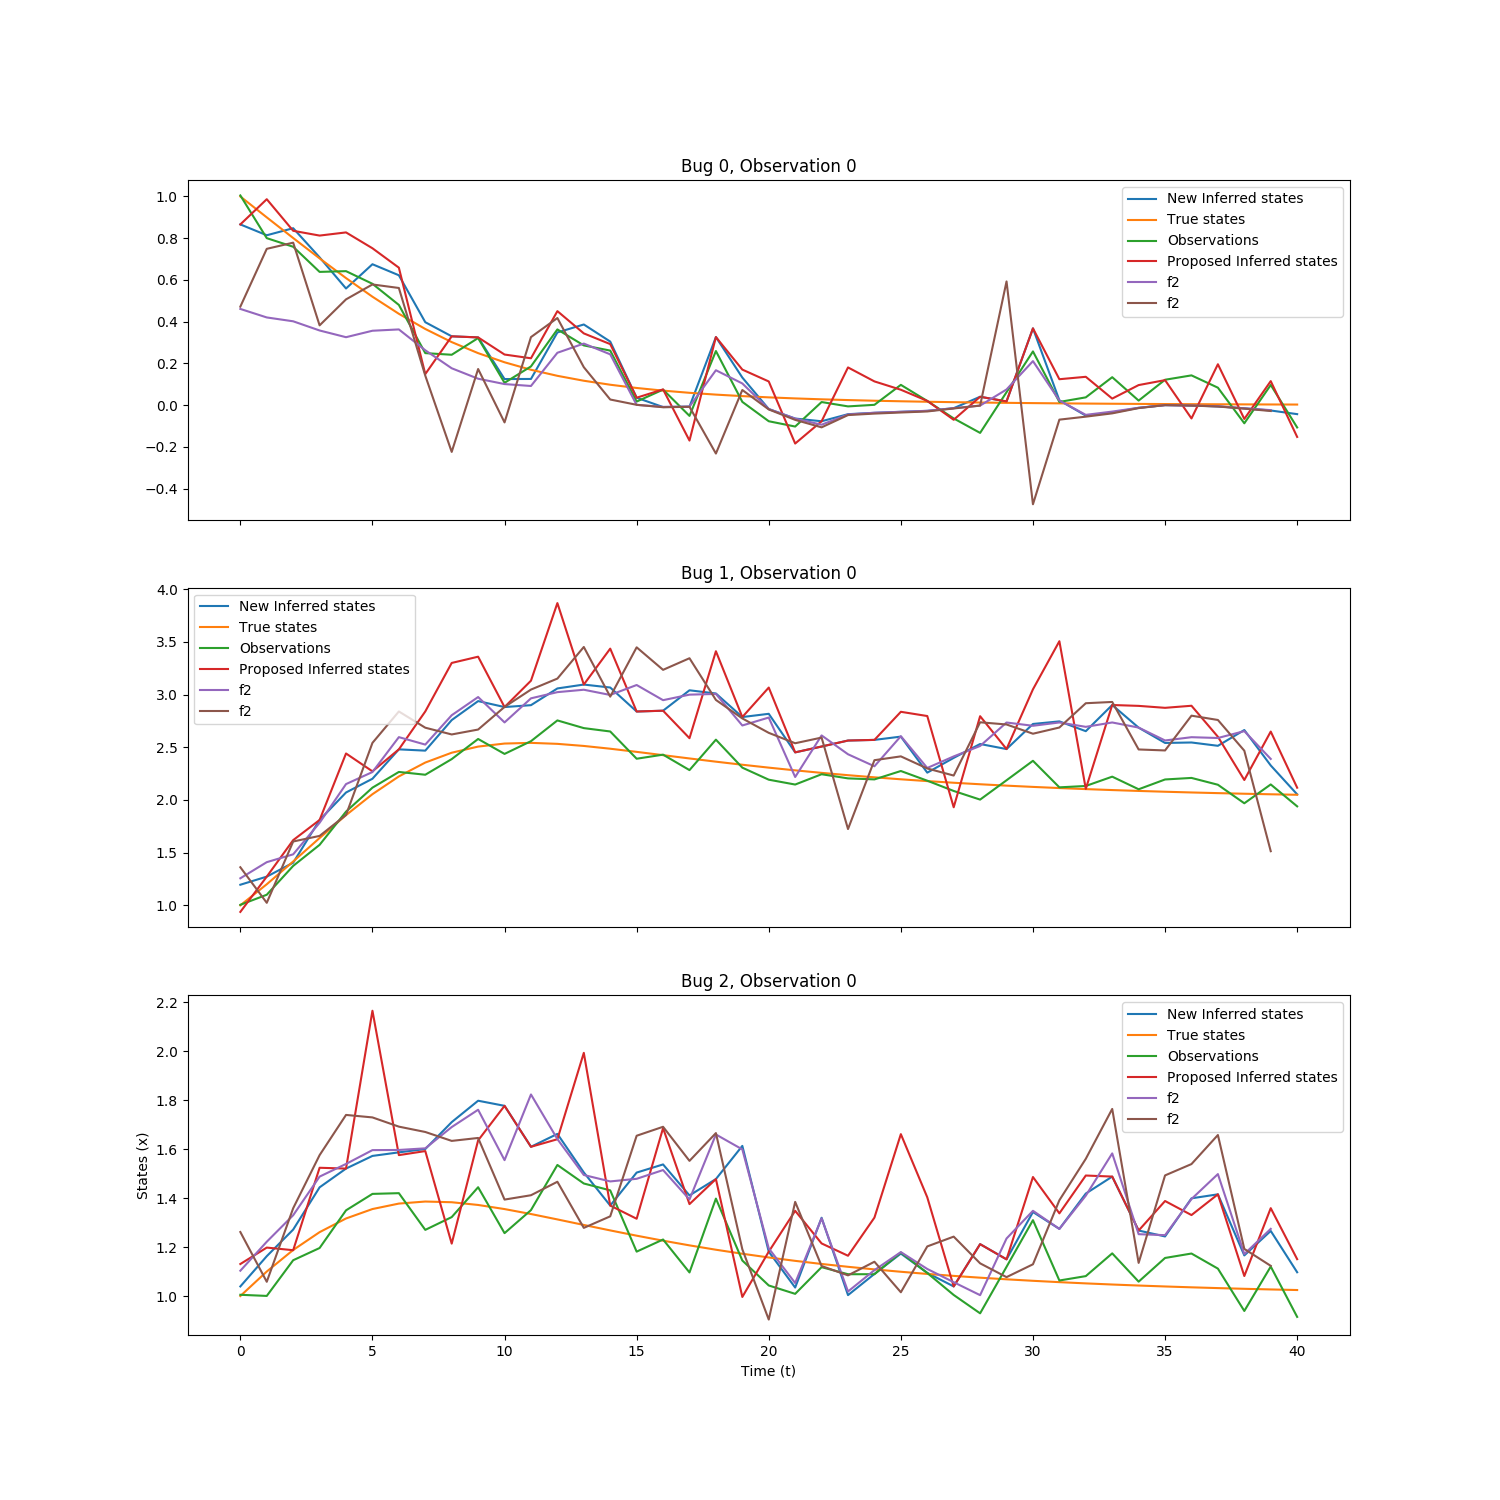 Bug 0, Observation 0
1.0
0.8
0.6
0.4
0.2
0.0
−0.2
−0.4
New Inferred states
True states
Observations
Proposed Inferred states
f2
f2
Bug 1, Observation 0
4.0
3.5
3.0
2.5
2.0
1.5
1.0
New Inferred states
True states
Observations
Proposed Inferred states
f2
f2
Bug 2, Observation 0
States (x)
2.2
2.0
1.8
1.6
1.4
1.2
1.0
New Inferred states
True states
Observations
Proposed Inferred states
f2
f2
0 5 10 15 20 25 30 35 40
Time (t)